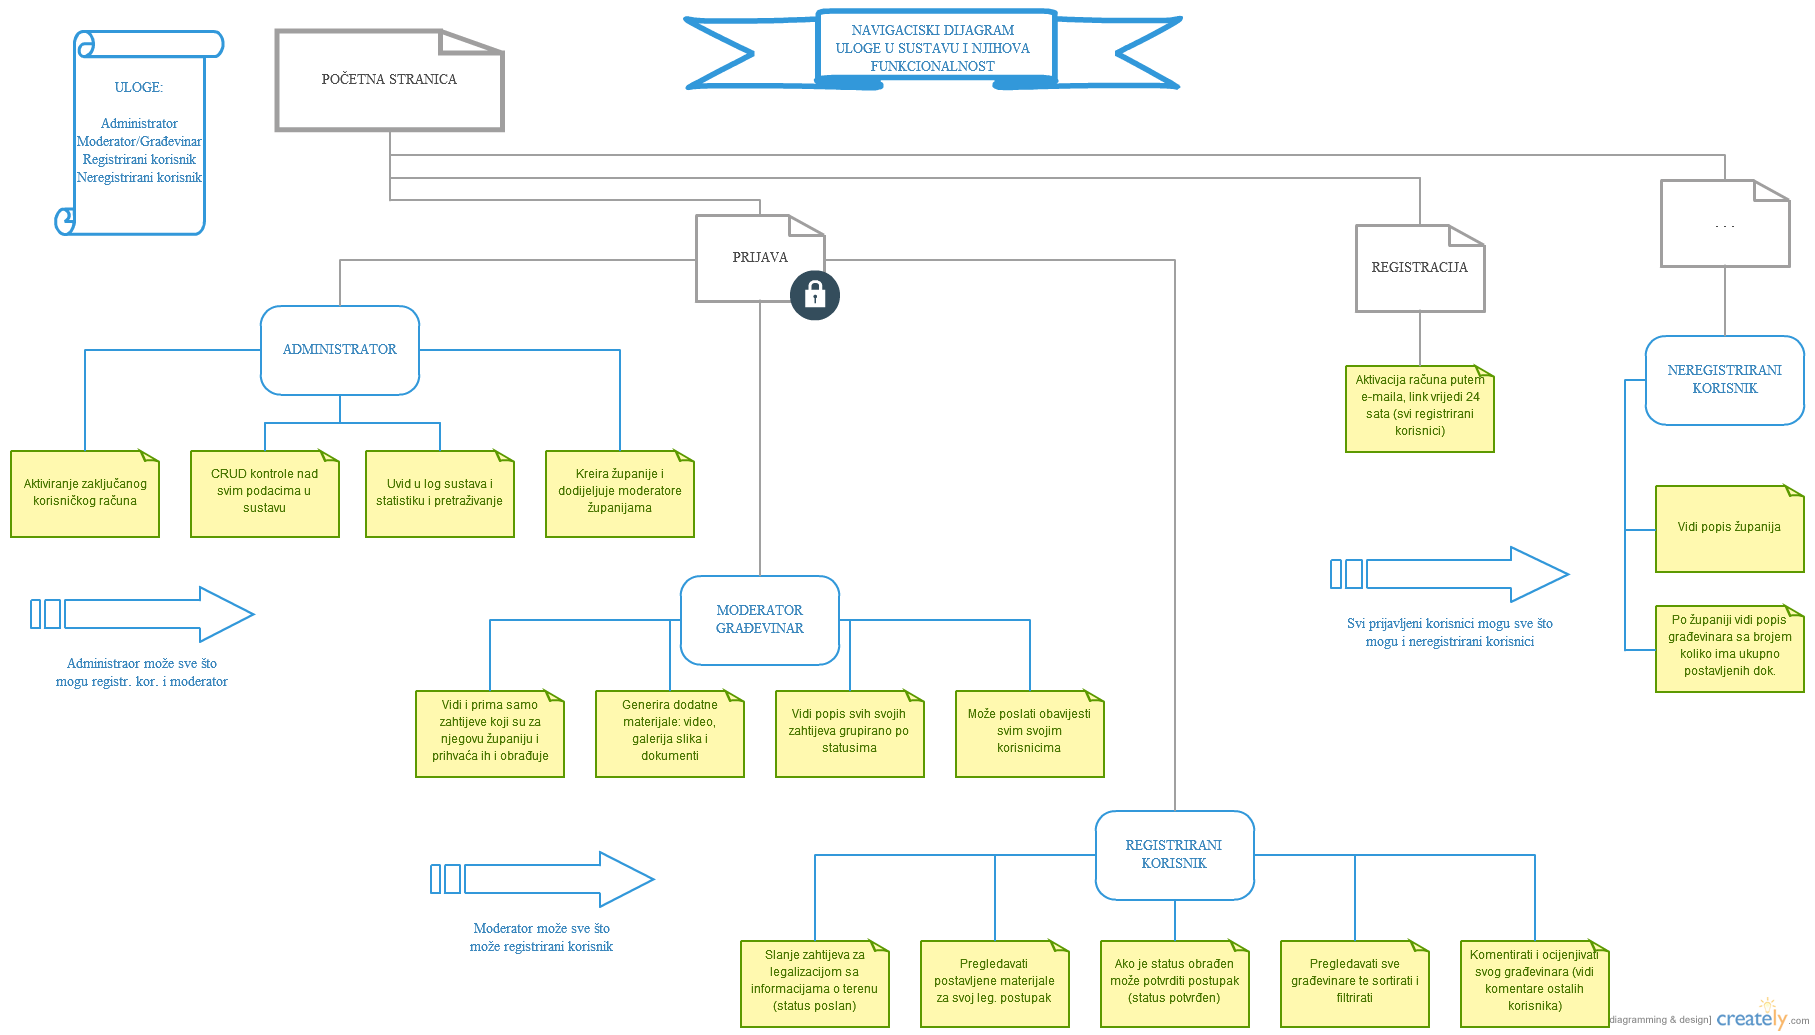 NAVIGACISKI DIJAGRAM
ULOGE U SUSTAVU I NJIHOVA
FUNKCIONALNOST
ULOGE:
Administrator
Moderator/Građevinar
Registrirani korisnik
Neregistrirani korisnik
POČETNA STRANICA
PRIJAVA
REGISTRACIJA
. . .
ADMINISTRATOR
Aktivacija računa putem
e-maila, link vrijedi 24
sata (svi registrirani
korisnici)
NEREGISTRIRANI
KORISNIK
Aktiviranje zaključanog
korisničkog računa
CRUD kontrole nad
svim podacima u
sustavu
Uvid u log sustava i
statistiku i pretraživanje
Kreira županije i
dodijeljuje moderatore
županijama
Vidi popis županija
Po županiji vidi popis
građevinara sa brojem
koliko ima ukupno
postavljenih dok.
Administraor može sve što
mogu registr. kor. i moderator
MODERATOR
GRAĐEVINAR
Svi prijavljeni korisnici mogu sve što
mogu i neregistrirani korisnici
Vidi i prima samo
zahtijeve koji su za
njegovu županiju i
prihvaća ih i obrađuje
Generira dodatne
materijale: video,
galerija slika i
dokumenti
Vidi popis svih svojih
zahtijeva grupirano po
statusima
Može poslati obavijesti
svim svojim
korisnicima
Moderator može sve što
može registrirani korisnik
REGISTRIRANI
KORISNIK
Slanje zahtijeva za
legalizacijom sa
informacijama o terenu
(status poslan)
Pregledavati
postavljene materijale
za svoj leg. postupak
Ako je status obrađen
može potvrditi postupak
(status potvrđen)
Pregledavati sve
građevinare te sortirati i
filtrirati
Komentirati i ocijenjivati
svog građevinara (vidi
komentare ostalih
korisnika)
diagramming & design] creately.com